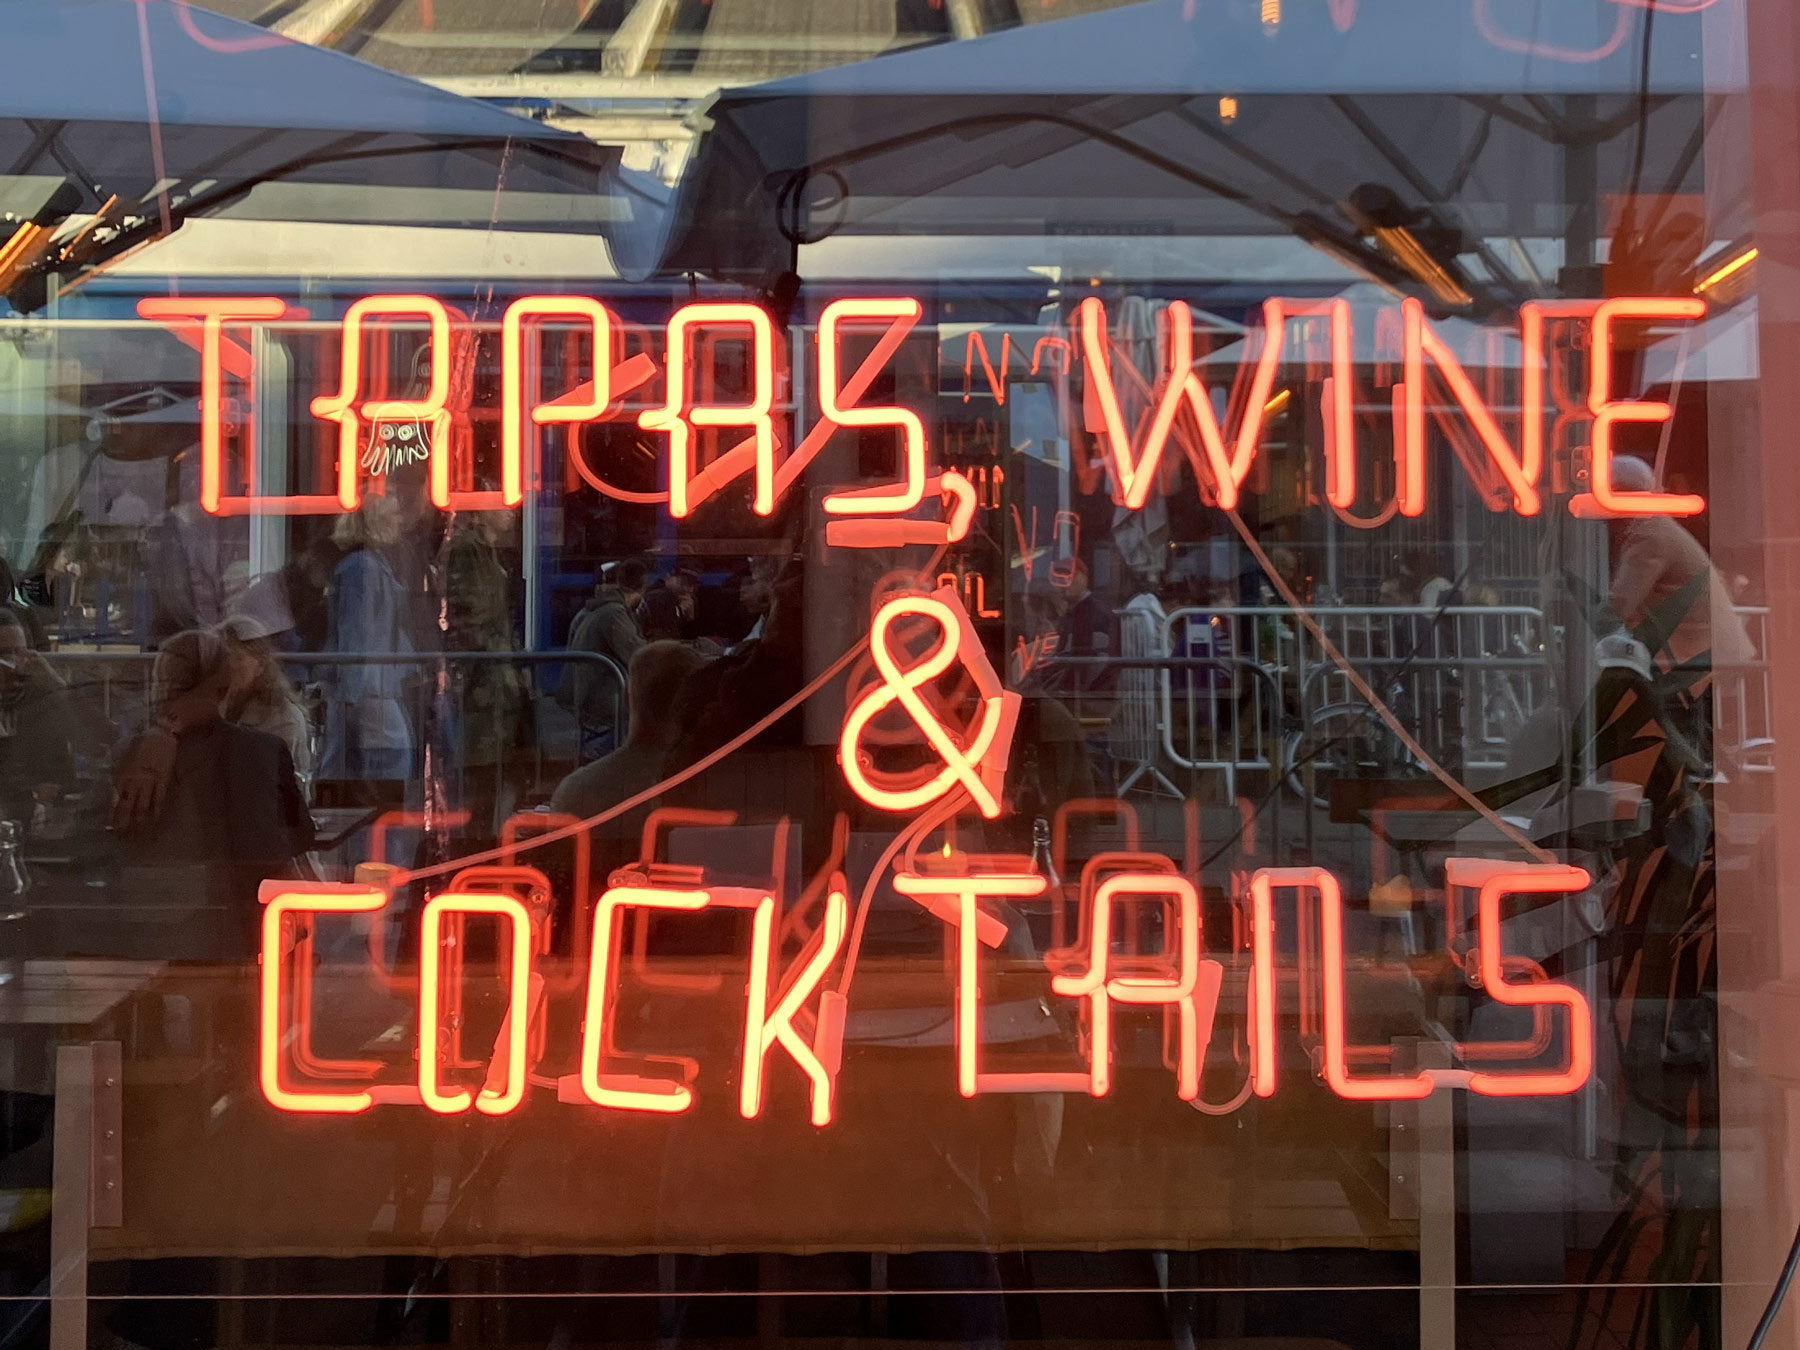 TAPAS, WINE
&
COCKTAILS